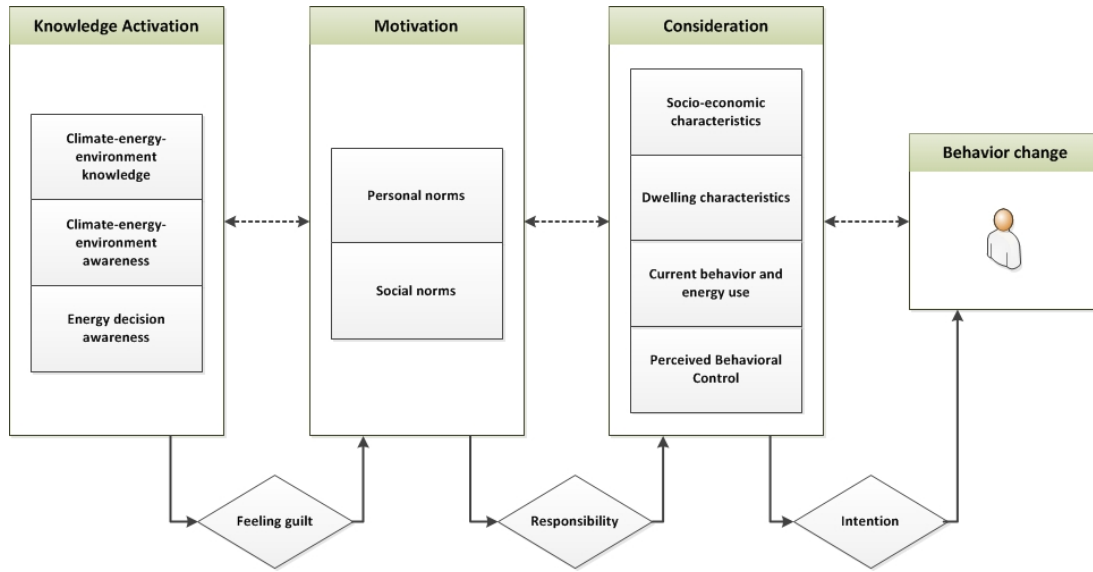 Knowledge Activation
Climate-energy-
environment
knowledge
Climate-energy-
environment
awareness
Energy decision
awareness
Motivation
Personal norms
Social norms
Consideration
Socio-economic
characteristics
Dwelling characteristics
Current behavior and
energy use
Perceived Behavioral
Control
Behavior change
Feeling guilt
Responsibility
Intention